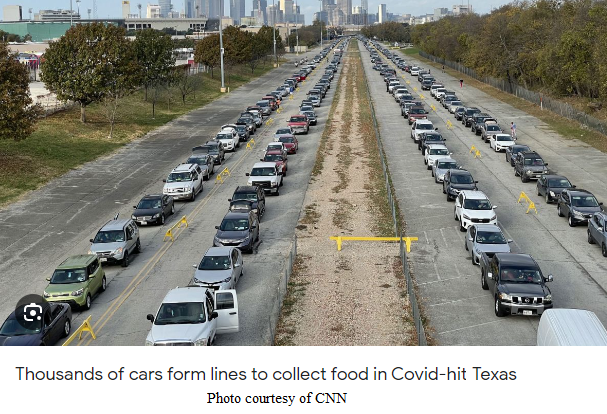 Thousands of cars form lines to collect food in Covid-hit Texas
Photo courtesy of CNN